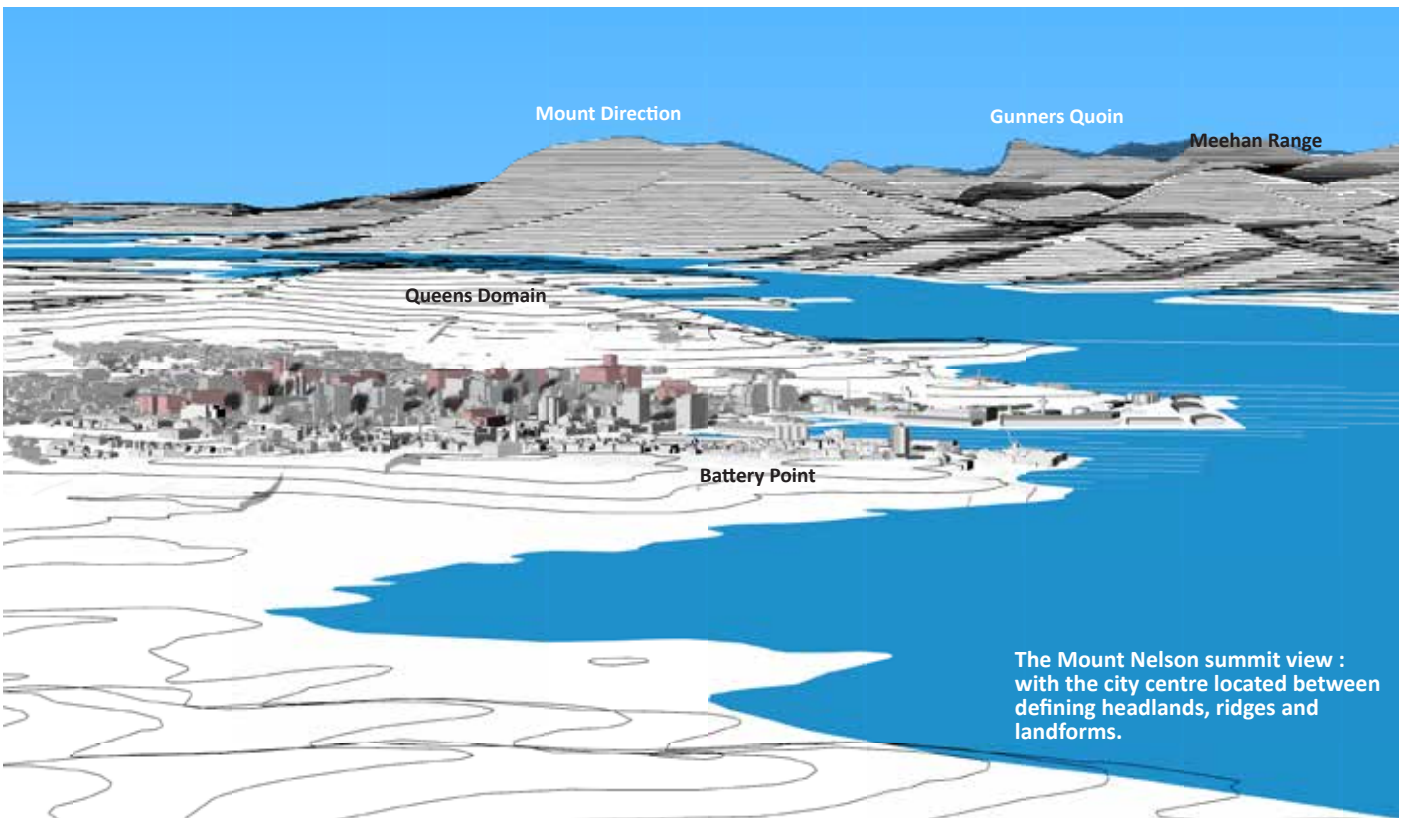 Mount Direction
Gunners Quoin
Meehan Range
Queens Domain
Battery Point
The Mount Nelson summit view :
with the city centre located between
defining headlands, ridges and
landforms.